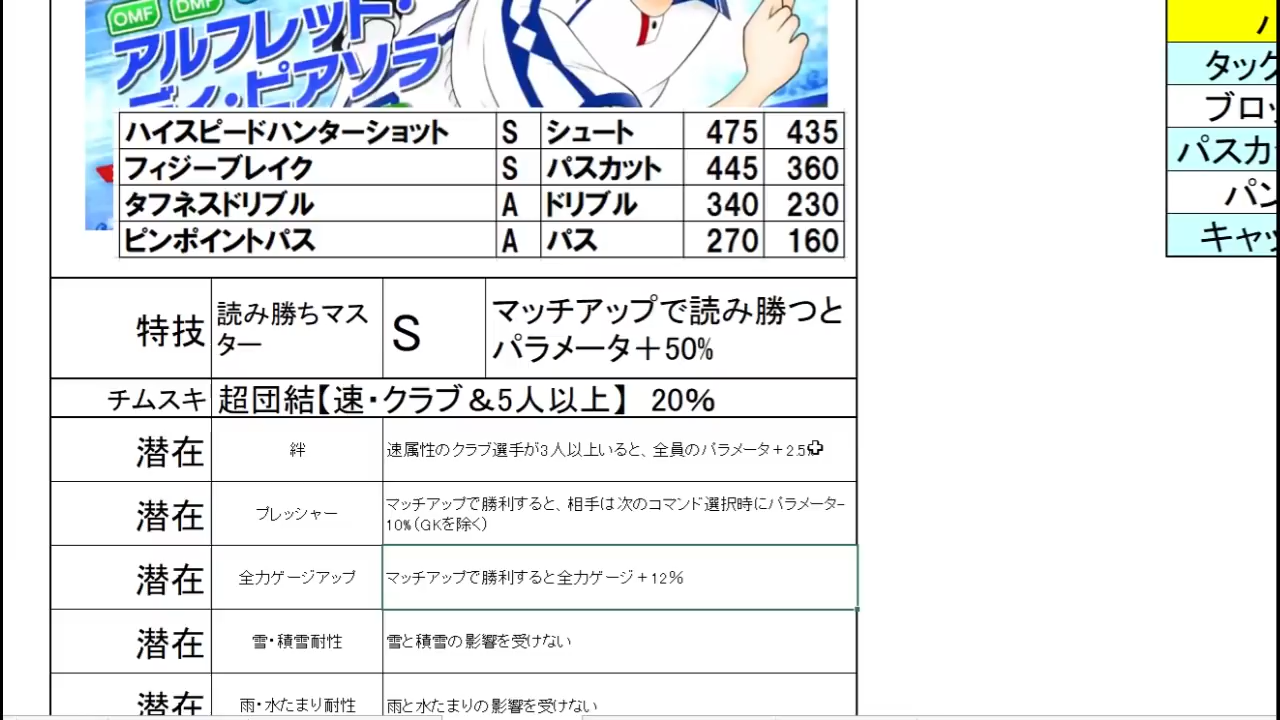 OMF DMF
アルフレッド・
ディ・ピアソラ
ハイスピードハンターショット S シュート 475 435
フィジーブレイク S パスカット 445 360
タフネスドリブル A ドリブル 340 230
ピンポイントパス A パス 270 160
特技 読み勝ちマス
ター S マッチアップで読み勝つと
パラメータ+50%
チムスキ 超団結【速・クラブ&5人以上】 20%
潜在 絆 速属性のクラブ選手が3人以上いると、全員のパラメータ+2.5
潜在 プレッシャー マッチアップで勝利すると、相手は次のコマンド選択時にパラメータ-
10%(GKを除く)
潜在 全力ゲージアップ マッチアップで勝利すると全力ゲージ+12%
潜在 雪・積雪耐性 雪と積雪の影響を受けない
潜在 雨・水たまり耐性 雨と水たまりの影響を受けない
タック
ブロッ
パスカ
パン
キャッ